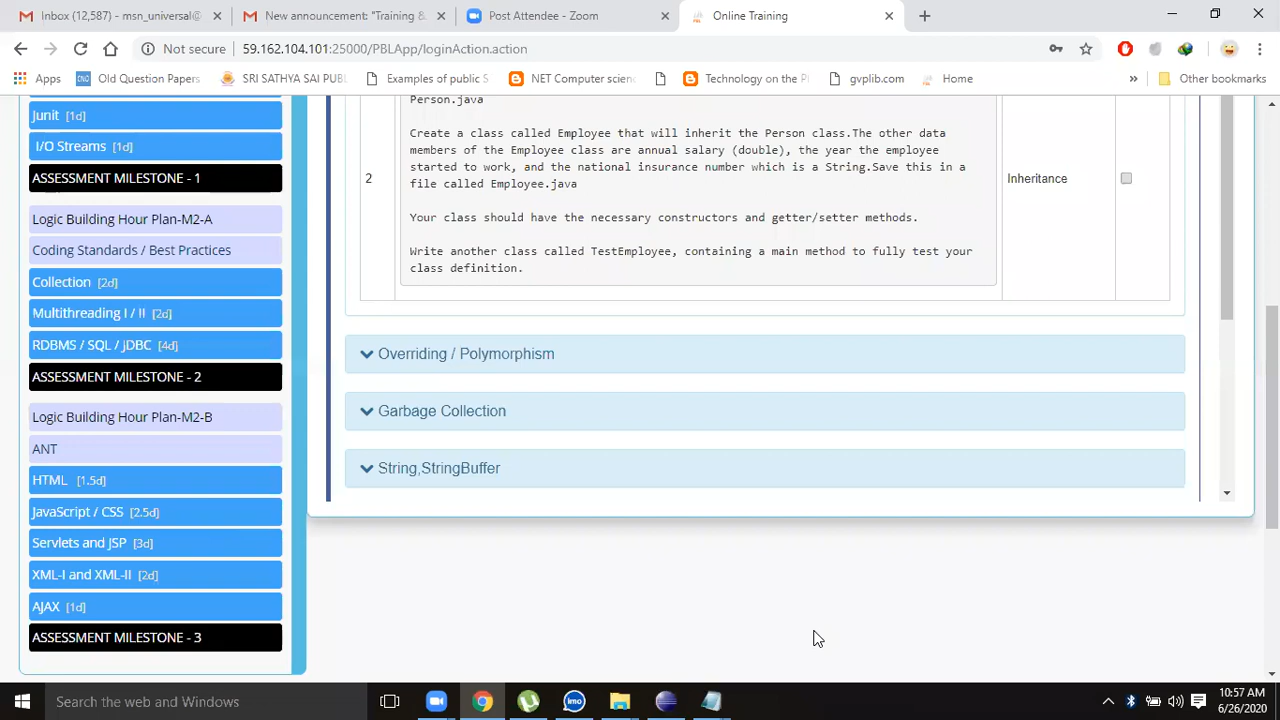 Inbox (12,587) - msn_universal@
New announcement: "Training &
Post Attendee - Zoom
Online Training
Not secure
59.162.104.101:25000/PBLApp/loginAction.action
Apps
Old Question Papers
SRI SATHYA SAI PUBL
Examples of public S
NET Computer scienc
Technology on the Pl
gvplib.com
Home
»
Other bookmarks
Junit [1d]
I/O Streams [1d]
ASSESSMENT MILESTONE - 1
Logic Building Hour Plan-M2-A
Coding Standards / Best Practices
Collection [2d]
Multithreading I / II [2d]
RDBMS / SQL / JDBC [4d]
ASSESSMENT MILESTONE - 2
Logic Building Hour Plan-M2-B
ANT
HTML [1.5d]
JavaScript / CSS [2.5d]
Servlets and JSP [3d]
XML-I and XML-II [2d]
AJAX [1d]
ASSESSMENT MILESTONE - 3
2
Person.java
Create a class called Employee that will inherit the Person class.The other data
members of the Employee class are annual salary (double), the year the employee
started to work, and the national insurance number which is a String.Save this in a
file called Employee.java
Your class should have the necessary constructors and getter/setter methods.
Write another class called TestEmployee, containing a main method to fully test your
class definition.
Inheritance
Overriding / Polymorphism
Garbage Collection
String,StringBuffer
Search the web and Windows
imo
10:57 AM
6/26/2020